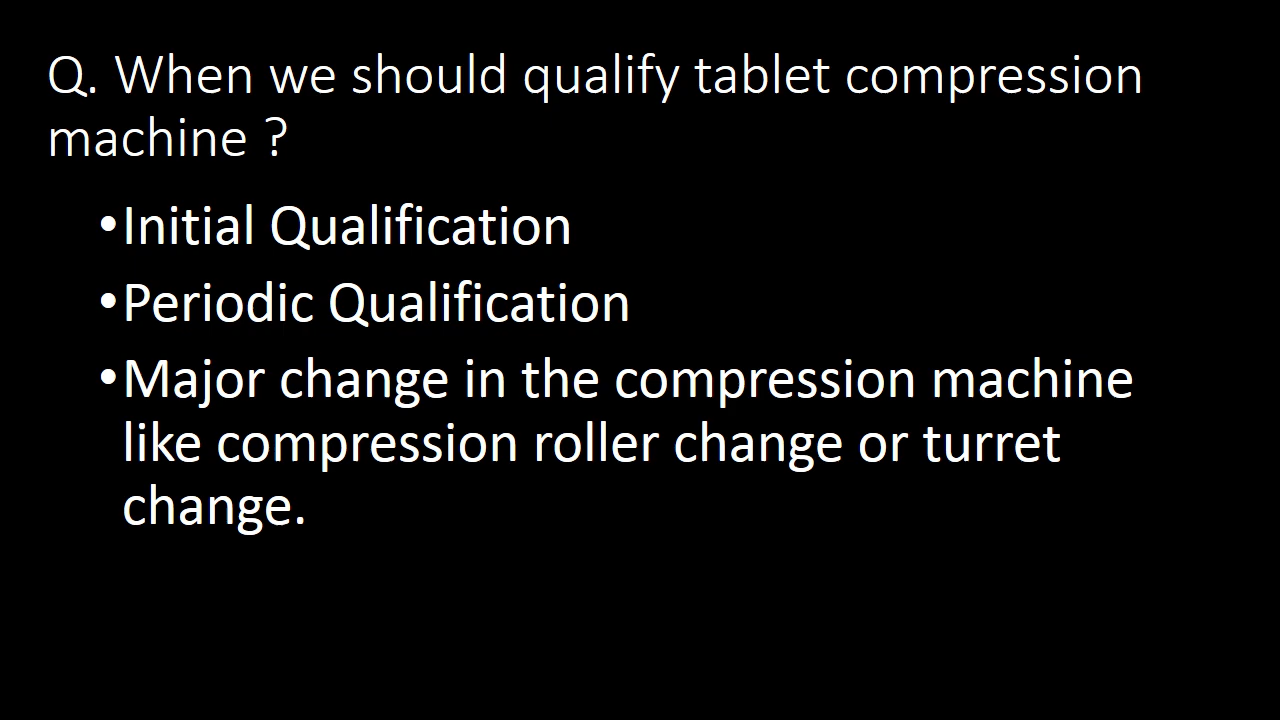 Q. When we should qualify tablet compression
machine ?
•Initial Qualification
•Periodic Qualification
•Major change in the compression machine
like compression roller change or turret
change.